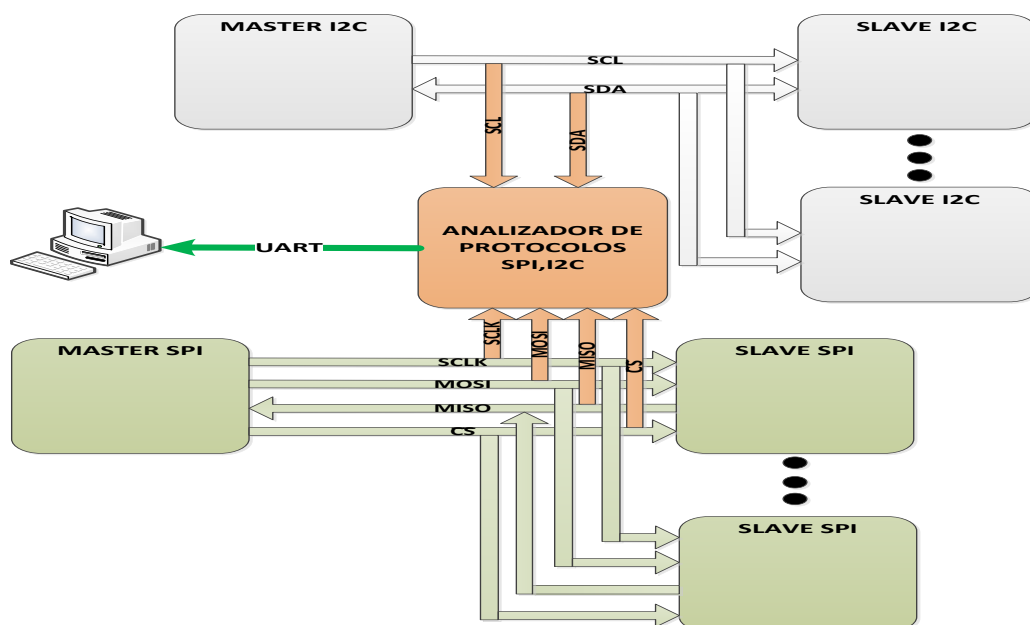 MASTER I2C
SLAVE I2C
SCL
SDA
SCL
SDA
SLAVE I2C
ANALIZADOR DE
PROTOCOLOS
SPI,I2C
UART
SCLK
MOSI
MISO
CS
MASTER SPI
SLAVE SPI
SCLK
MOSI
MISO
CS
SLAVE SPI